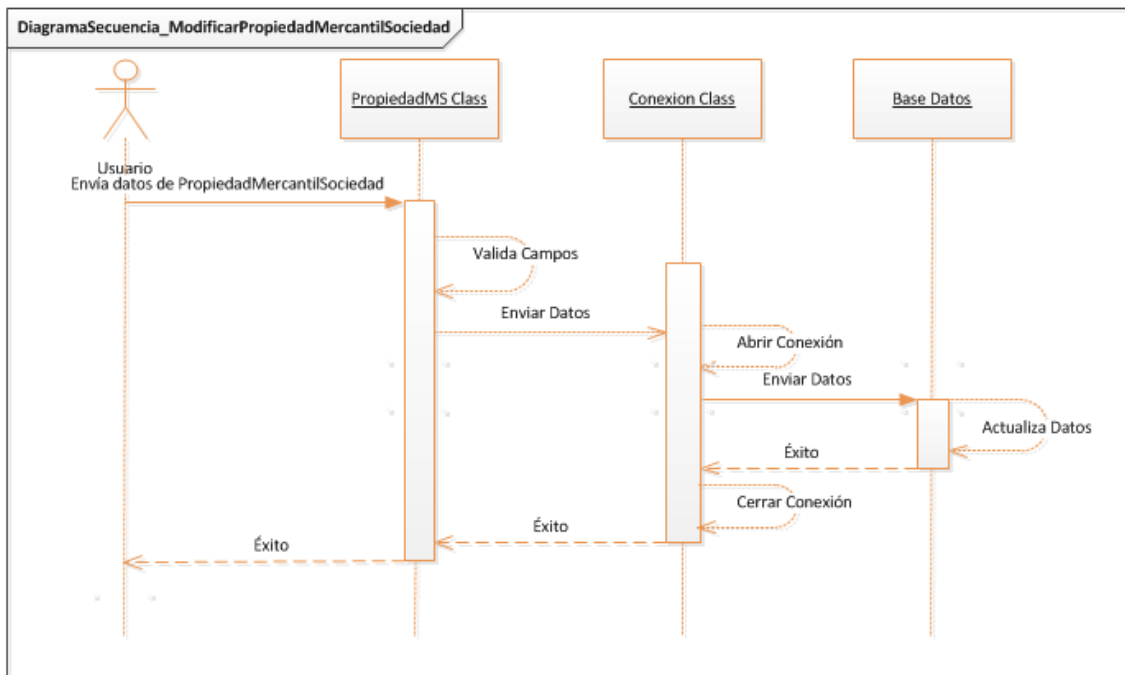 DiagramaSecuencia_ModificarPropiedadMercantilSociedad
PropiedadMS Class
Conexion Class
Base Datos
Usuario
Envía datos de PropiedadMercantilSociedad
Valida Campos
Enviar Datos
Abrir Conexión
Enviar Datos
Actualiza Datos
Éxito
Cerrar Conexión
Éxito
Éxito